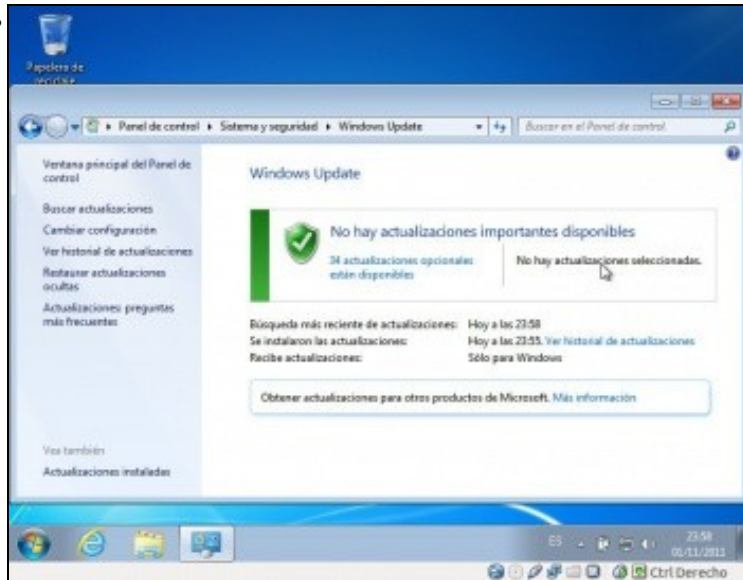 Papelera de
reciclaje
Panel de control
Sistema y seguridad
Windows Update
Buscar en el Panel de control
Ventana principal del Panel de
control
Buscar actualizaciones
Cambiar configuración
Ver historial de actualizaciones
Restaurar actualizaciones
ocultas
Actualizaciones: preguntas
más frecuentes
Vea también
Actualizaciones instaladas
Windows Update
No hay actualizaciones importantes disponibles
34 actualizaciones opcionales
están disponibles
No hay actualizaciones seleccionadas.
Búsqueda más reciente de actualizaciones: Hoy a las 23:58
Se instalaron las actualizaciones: Hoy a las 23:55. Ver historial de actualizaciones
Recibe actualizaciones: Sólo para Windows
Obtener actualizaciones para otros productos de Microsoft. Más información
ES
23:58
01/11/2011
Ctrl Derecho